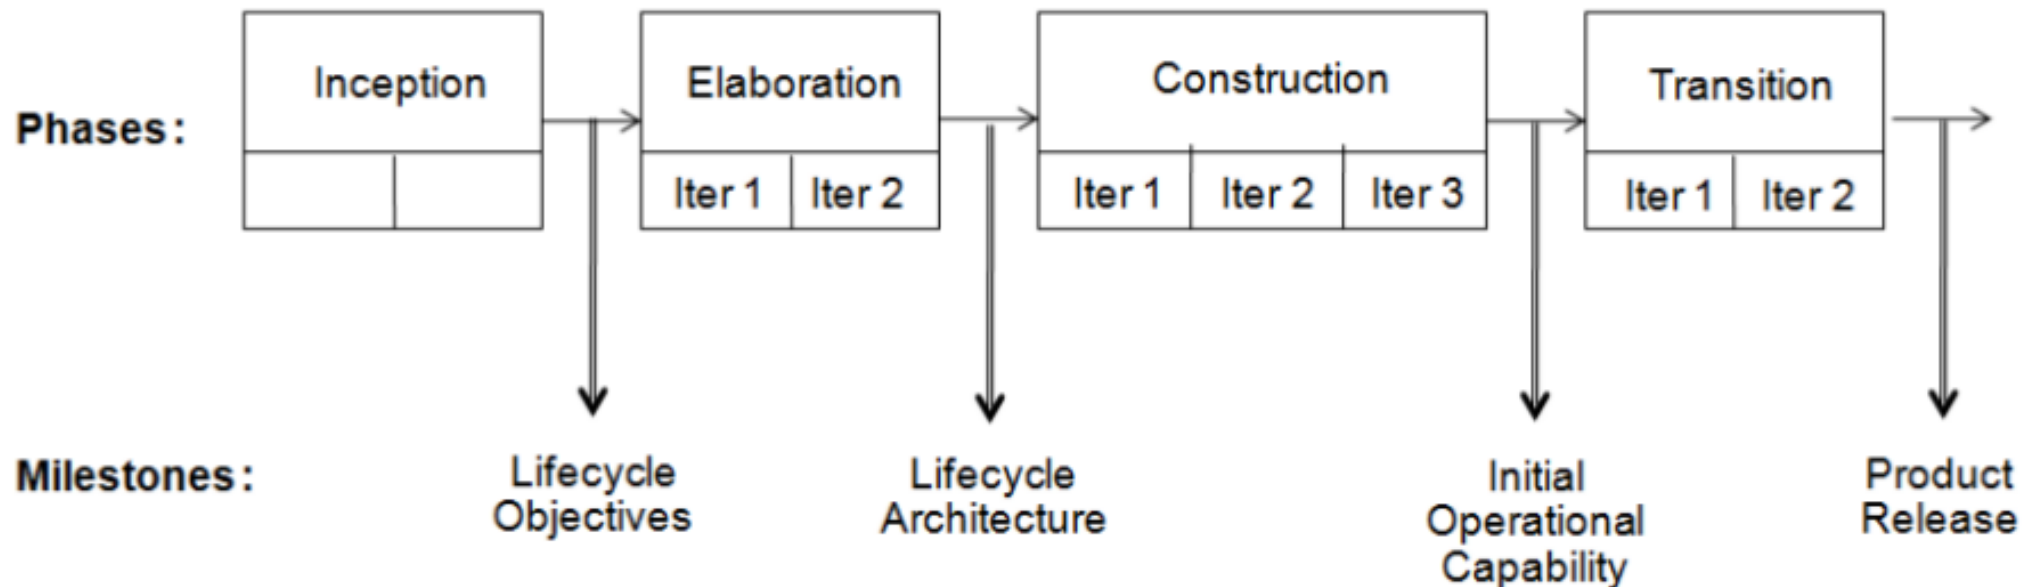 Phases:
Inception
Elaboration
Iter 1 Iter 2
Construction
Iter 1 Iter 2 Iter 3
Transition
Iter 1 Iter 2
Milestones:
Lifecycle
Objectives
Lifecycle
Architecture
Initial
Operational
Capability
Product
Release